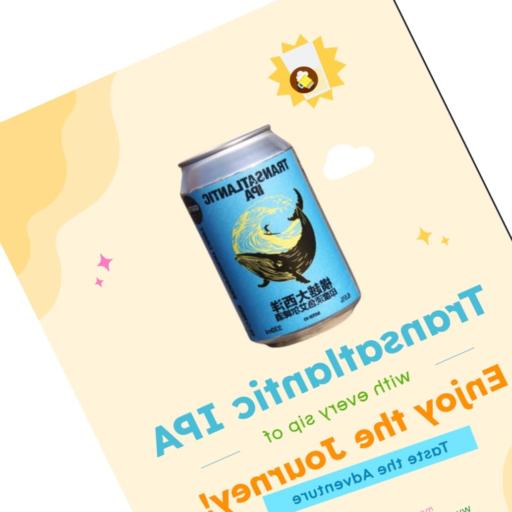 TRANSATLANTIC
IPA
横越大西洋
330ml
Transatlantic IPA
with every sip of
Enjoy the Journey!
Taste the Adventure